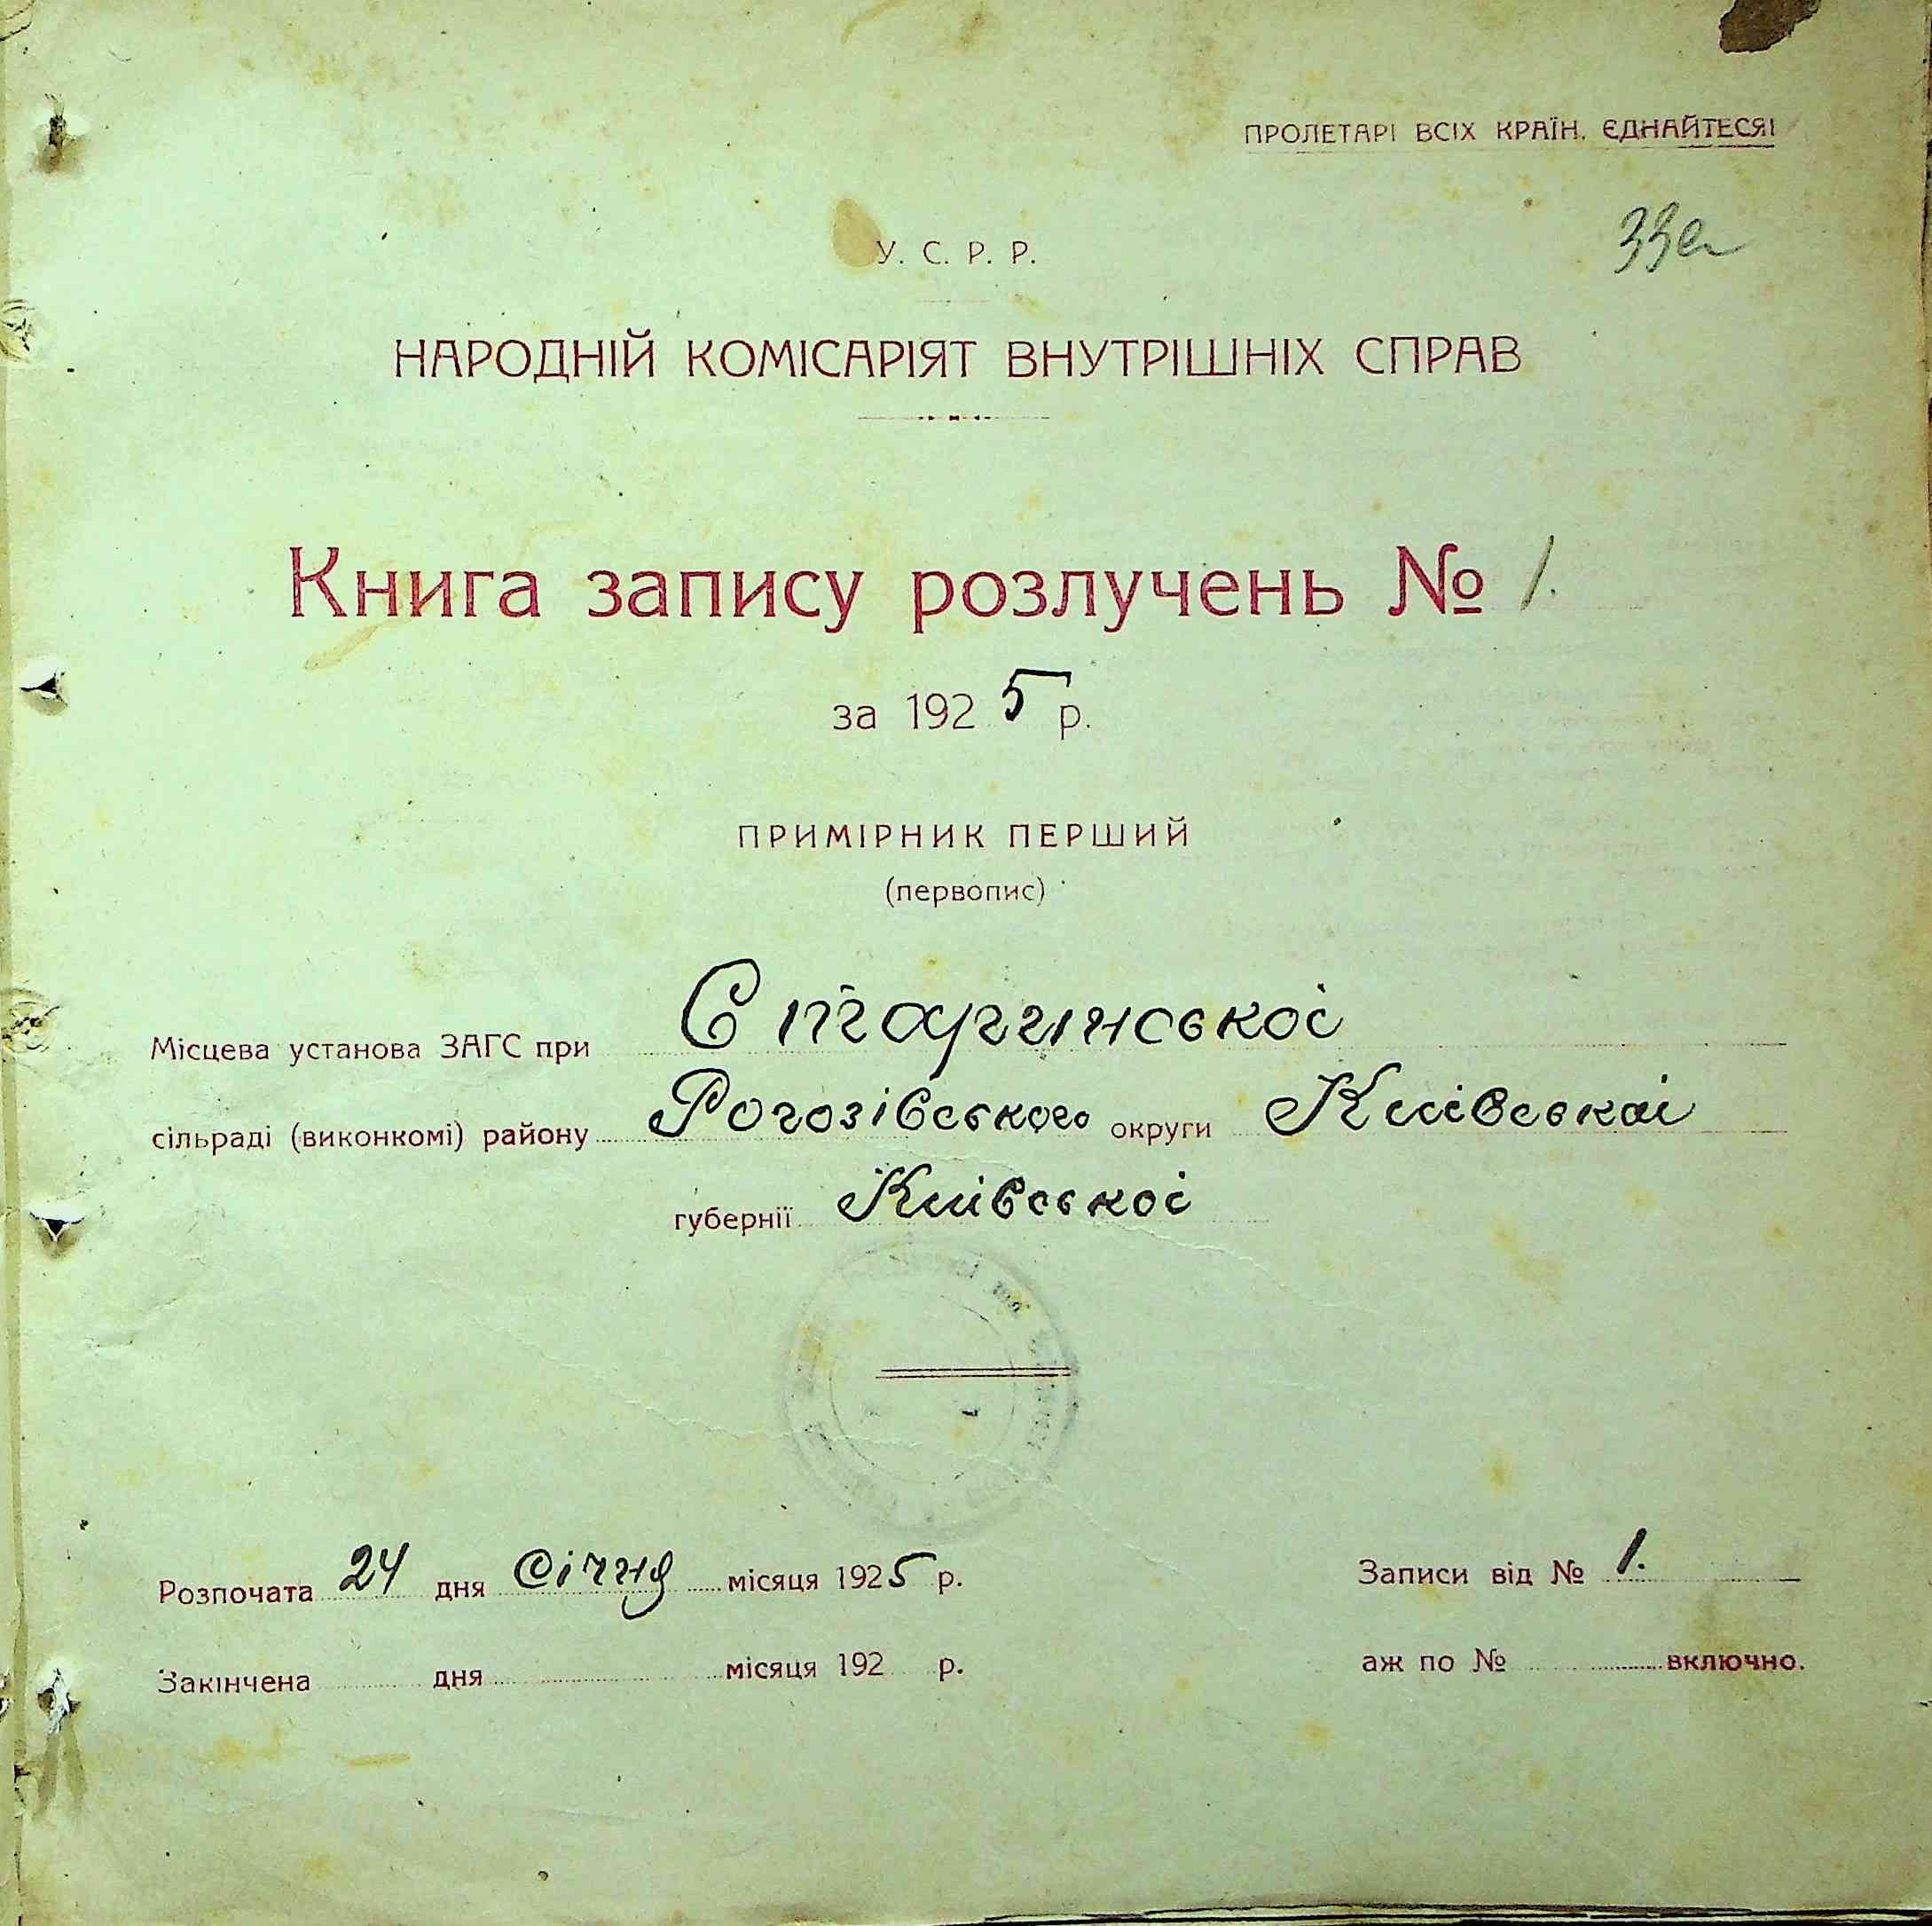 ПРОЛЕТАРІ ВСІХ КРАЇН, ЄДНАЙТЕСЯ!
У. С. Р. Р.
НАРОДНІЙ КОМІСАРІЯТ ВНУТРІШНІХ СПРАВ
Книга запису розлучень № 1.
за 1925 р.
ПРИМІРНИК ПЕРШИЙ
(первопис)
Місцева установа ЗАГС при Старинської
сільраді (виконкомі) району Рогозівського округи Київської
губернії Київської
Розпочата 24 дня Січня місяця 1925 р. Записи від № 1.
Закінчена дня місяця 192 р. аж по № включно.